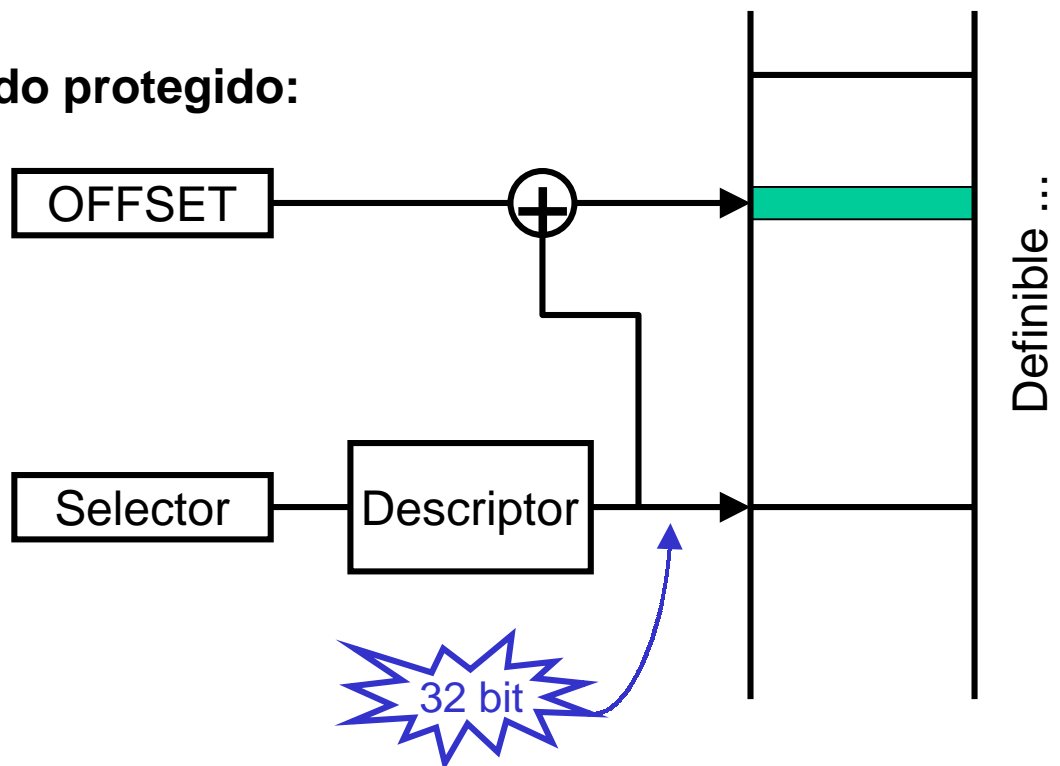 do protegido:
OFFSET
Definible ...
Selector
Descriptor
32 bit